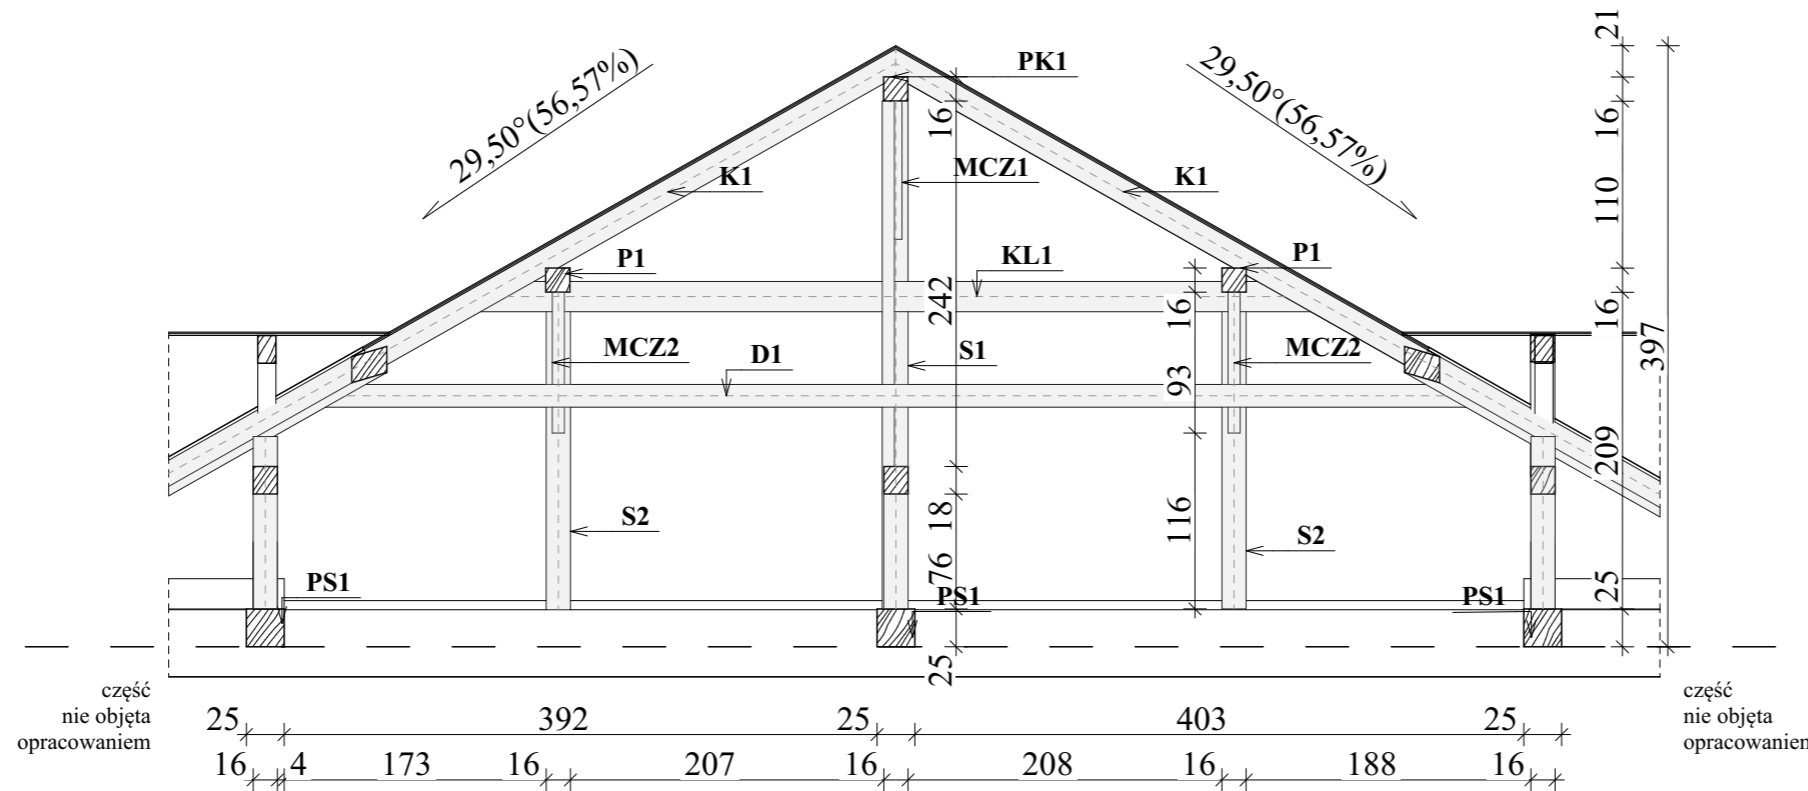 21
29,50°(56,57%)
29,50°(56,57%)
PK1
16
16
MCZ1
K1
K1
110
P1
KL1
P1
242
16
16
397
MCZ2
D1
S1
MCZ2
93
209
S2
18
116
S2
76
PS1
PS1
PS1
25
25
część
nie objęta
opracowaniem
część
nie objęta
opracowaniem
25
392
25
403
25
16
4
173
16
207
16
208
16
188
16